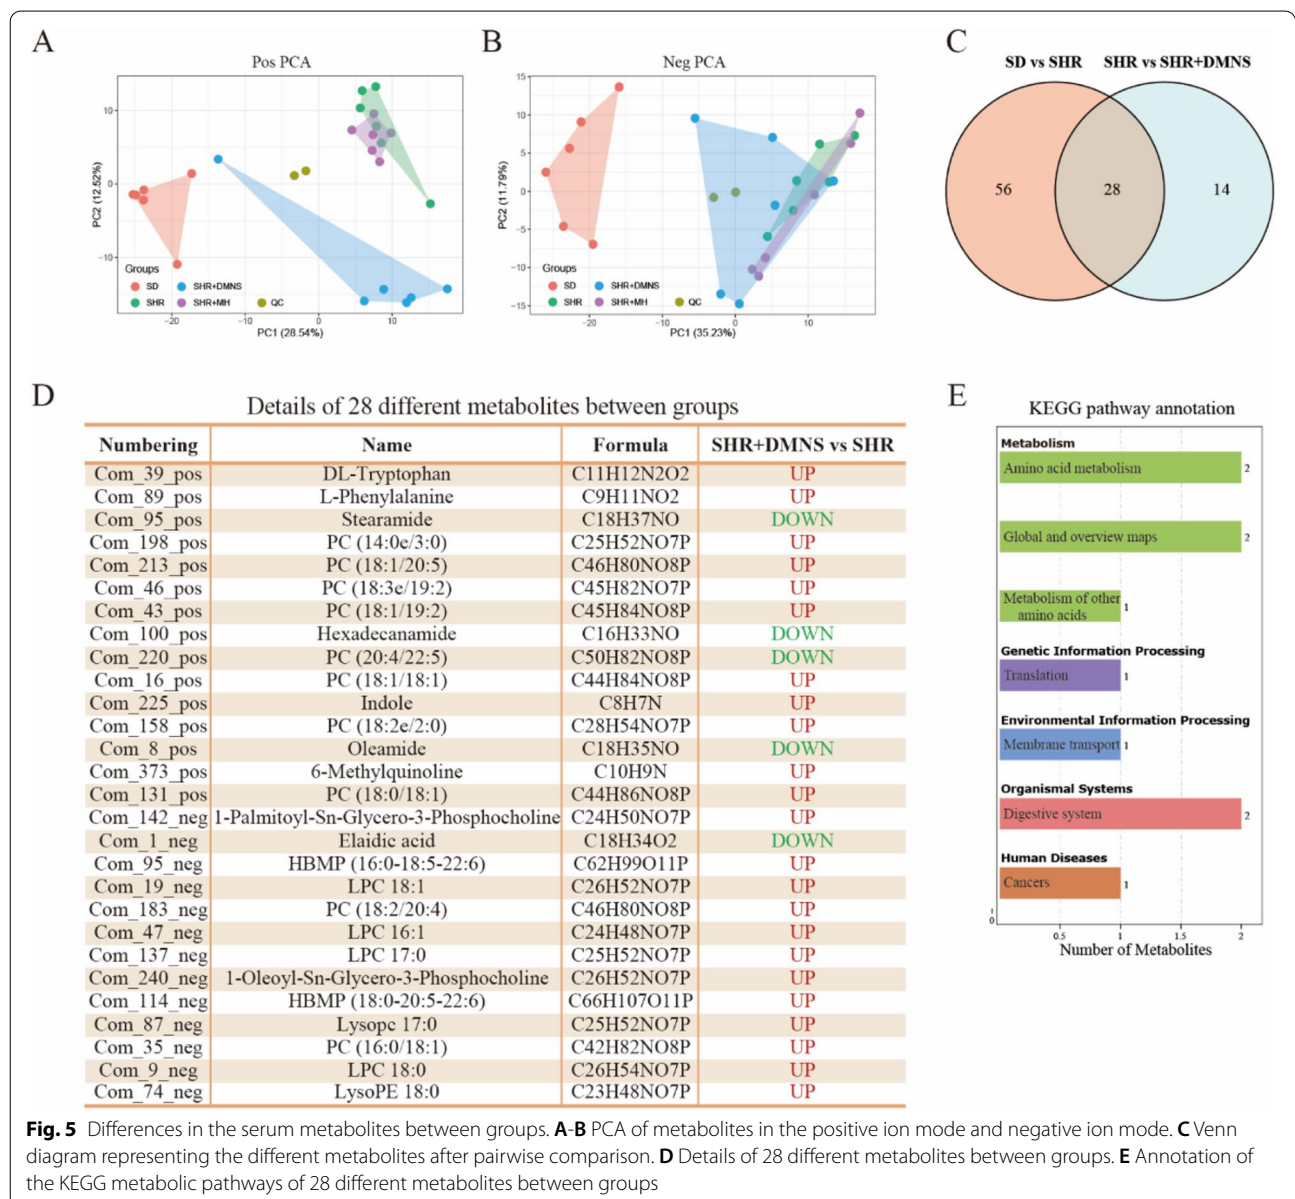 A
Pos PCA
PC2 (12.52%)
10
0
−10
Groups
SD
SHR+DMNS
SHR
SHR+MH
QC
−20
−10
0
10
PC1 (28.54%)
B
Neg PCA
PC2 (11.79%)
15
10
5
0
−5
−10
−15
Groups
SD
SHR+DMNS
SHR
SHR+MH
QC
−20
−10
0
10
PC1 (35.23%)
C
SD vs SHR SHR vs SHR+DMNS
56 28 14
D
Details of 28 different metabolites between groups
Numbering Name Formula SHR+DMNS vs SHR
Com_39_pos DL-Tryptophan C11H12N2O2 UP
Com_89_pos L-Phenylalanine C9H11NO2 UP
Com_95_pos Stearamide C18H37NO DOWN
Com_198_pos PC (14:0e/3:0) C25H52NO7P UP
Com_213_pos PC (18:1/20:5) C46H80NO8P UP
Com_46_pos PC (18:3e/19:2) C45H82NO7P UP
Com_43_pos PC (18:1/19:2) C45H84NO8P UP
Com_100_pos Hexadecanamide C16H33NO DOWN
Com_220_pos PC (20:4/22:5) C50H82NO8P DOWN
Com_16_pos PC (18:1/18:1) C44H84NO8P UP
Com_225_pos Indole C8H7N UP
Com_158_pos PC (18:2e/2:0) C28H54NO7P UP
Com_8_pos Oleamide C18H35NO DOWN
Com_373_pos 6-Methylquinoline C10H9N UP
Com_131_pos PC (18:0/18:1) C44H86NO8P UP
Com_142_neg 1-Palmitoyl-Sn-Glycero-3-Phosphocholine C24H50NO7P UP
Com_1_neg Elaidic acid C18H34O2 DOWN
Com_95_neg HBMP (16:0-18:5-22:6) C62H99O11P UP
Com_19_neg LPC 18:1 C26H52NO7P UP
Com_183_neg PC (18:2/20:4) C46H80NO8P UP
Com_47_neg LPC 16:1 C24H48NO7P UP
Com_137_neg LPC 17:0 C25H52NO7P UP
Com_240_neg 1-Oleoyl-Sn-Glycero-3-Phosphocholine C26H52NO7P UP
Com_114_neg HBMP (18:0-20:5-22:6) C66H107O11P UP
Com_87_neg Lysopc 17:0 C25H52NO7P UP
Com_35_neg PC (16:0/18:1) C42H82NO8P UP
Com_9_neg LPC 18:0 C26H54NO7P UP
Com_74_neg LysoPE 18:0 C23H48NO7P UP
E
KEGG pathway annotation
Metabolism
Amino acid metabolism 2
Global and overview maps 2
Metabolism of other
amino acids 1
Genetic Information Processing
Translation 1
Environmental Information Processing
Membrane transport 1
Organismal Systems
Digestive system 2
Human Diseases
Cancers 1
0
0.5 1 1.5 2
Number of Metabolites
Fig. 5 Differences in the serum metabolites between groups. A-B PCA of metabolites in the positive ion mode and negative ion mode. C Venn
diagram representing the different metabolites after pairwise comparison. D Details of 28 different metabolites between groups. E Annotation of
the KEGG metabolic pathways of 28 different metabolites between groups